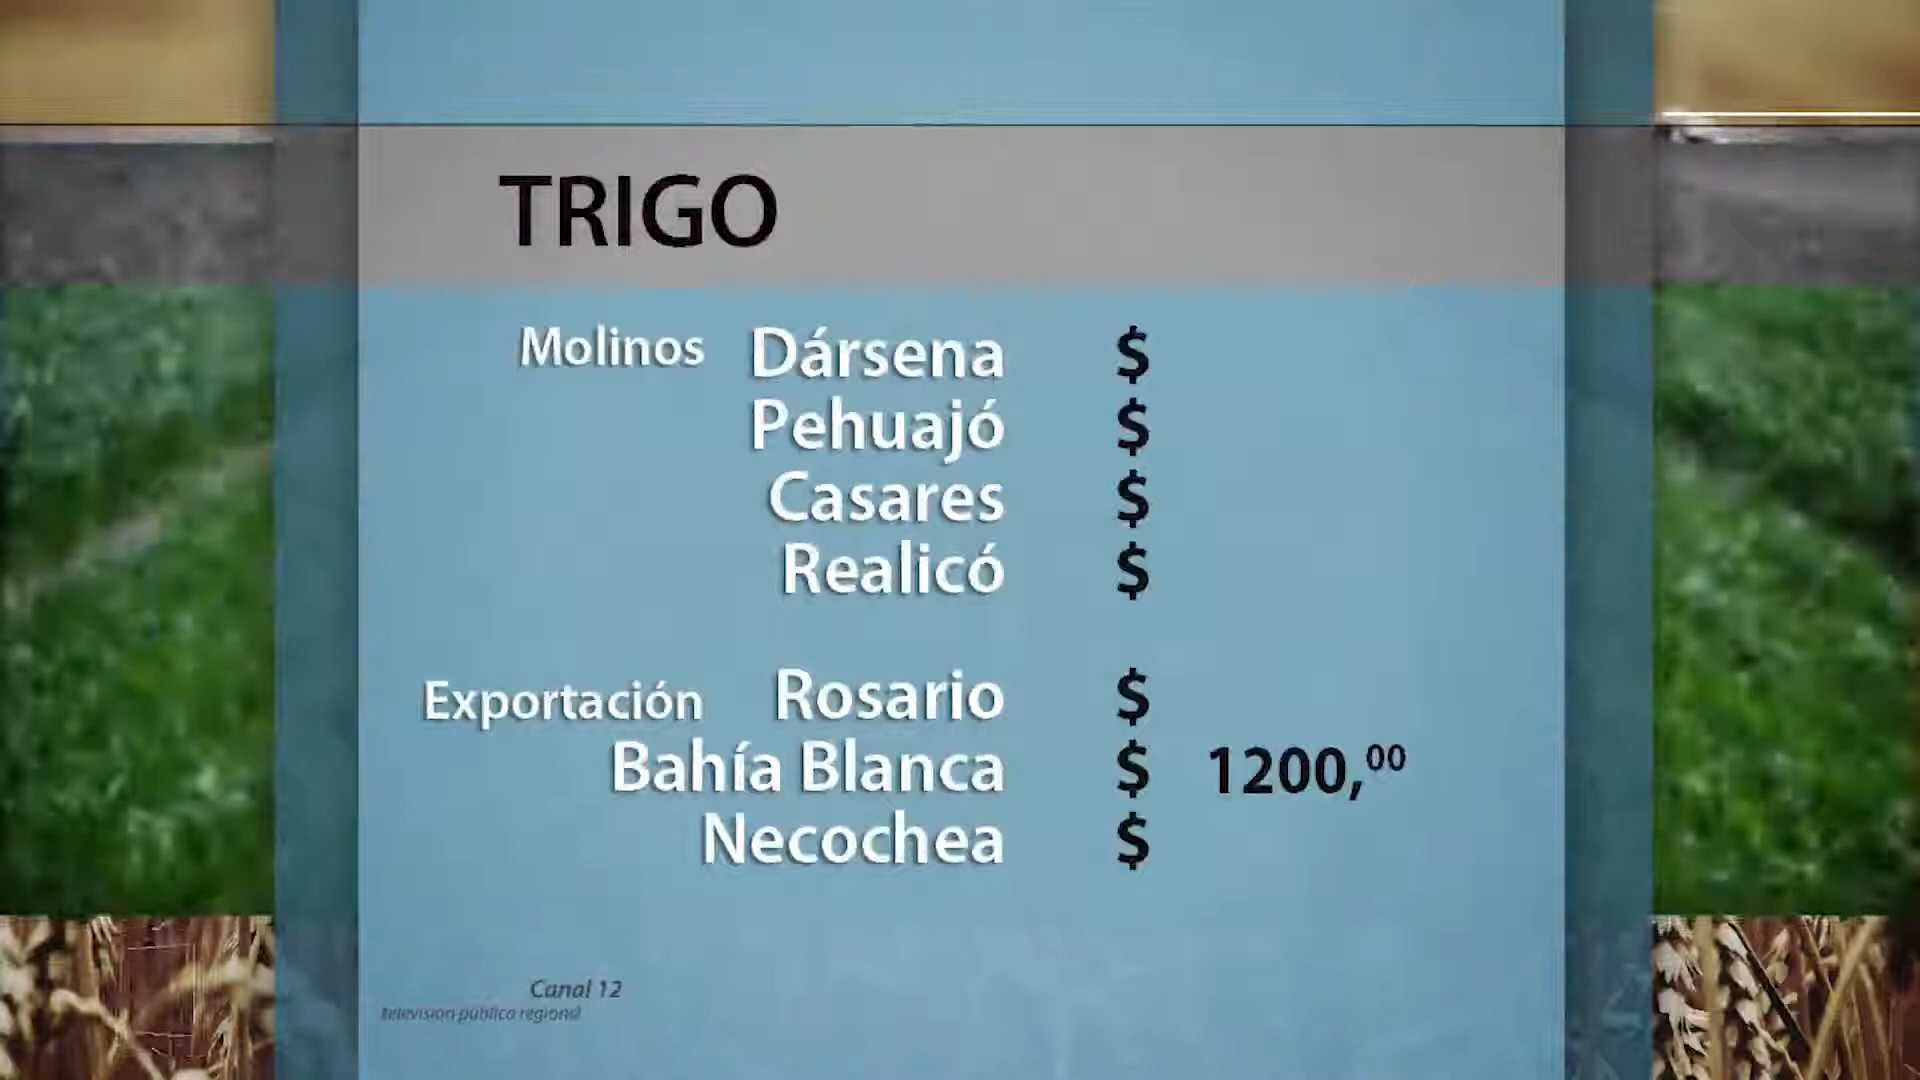 TRIGO
Molinos Dársena $
Pehuajó $
Casares $
Realicó $
Exportación Rosario $
Bahía Blanca $ 1200,00
Necochea $
Canal 12
television publica regional